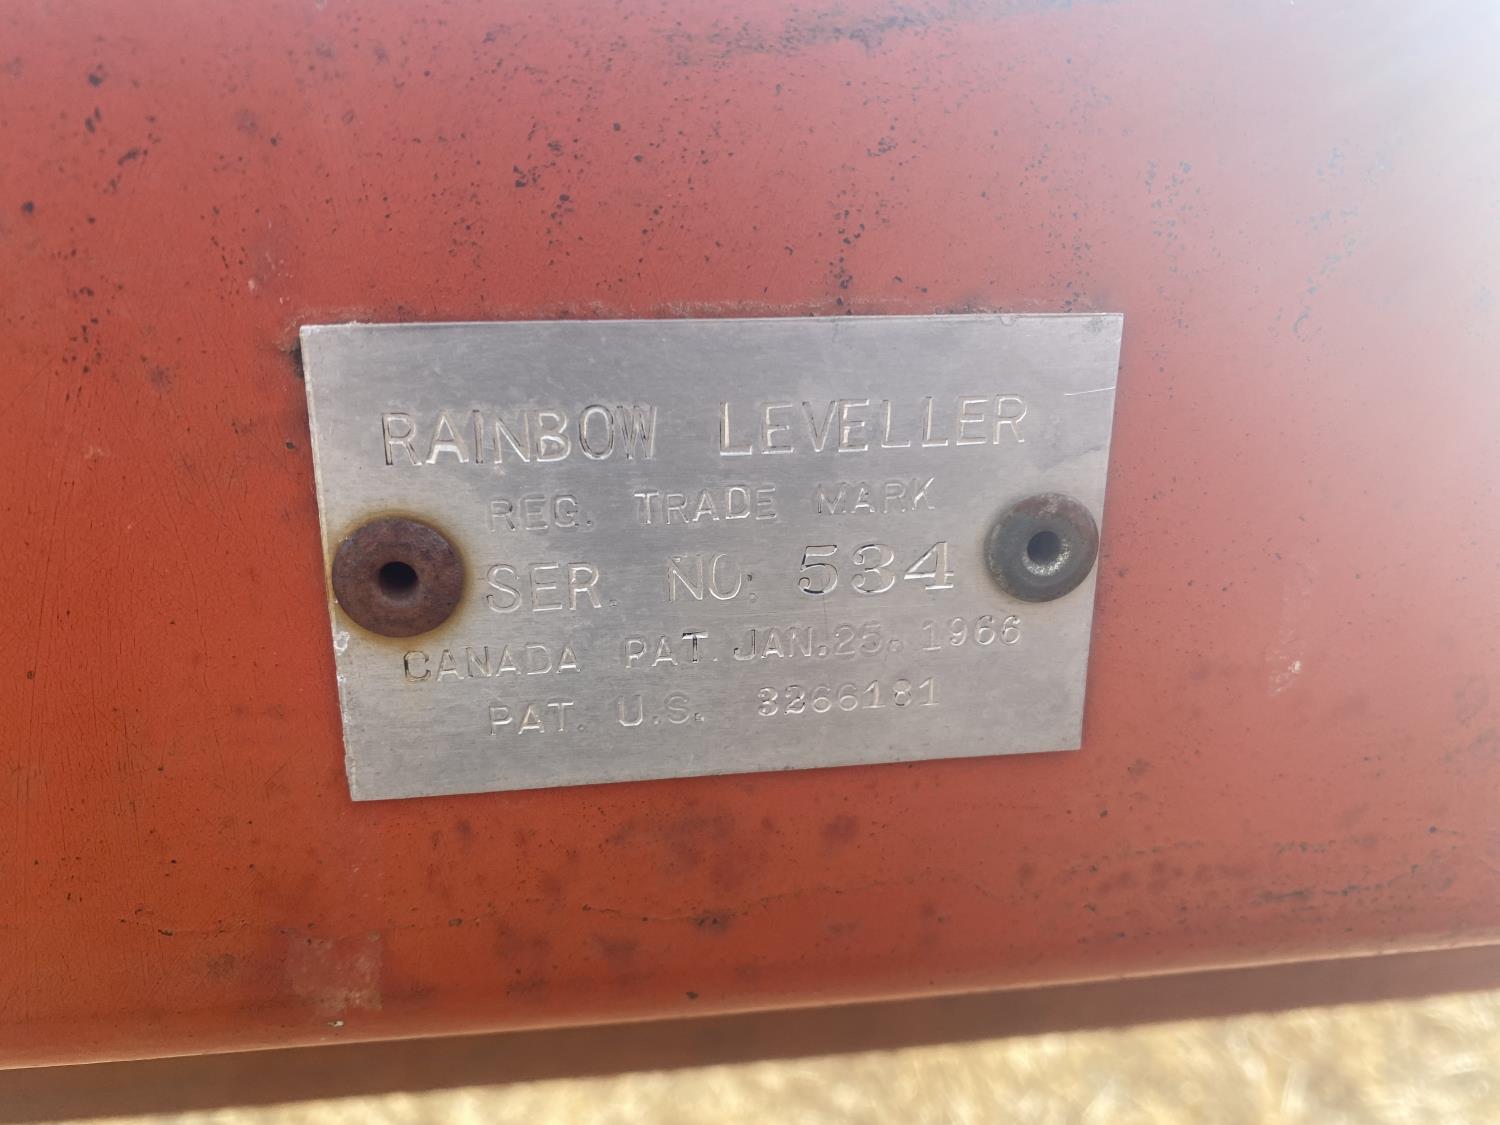 RAINBOW LEVELLER
REG. TRADE MARK
SER. NO. 534
CANADA PAT. JAN.25. 1966
PAT. U.S. 3266181